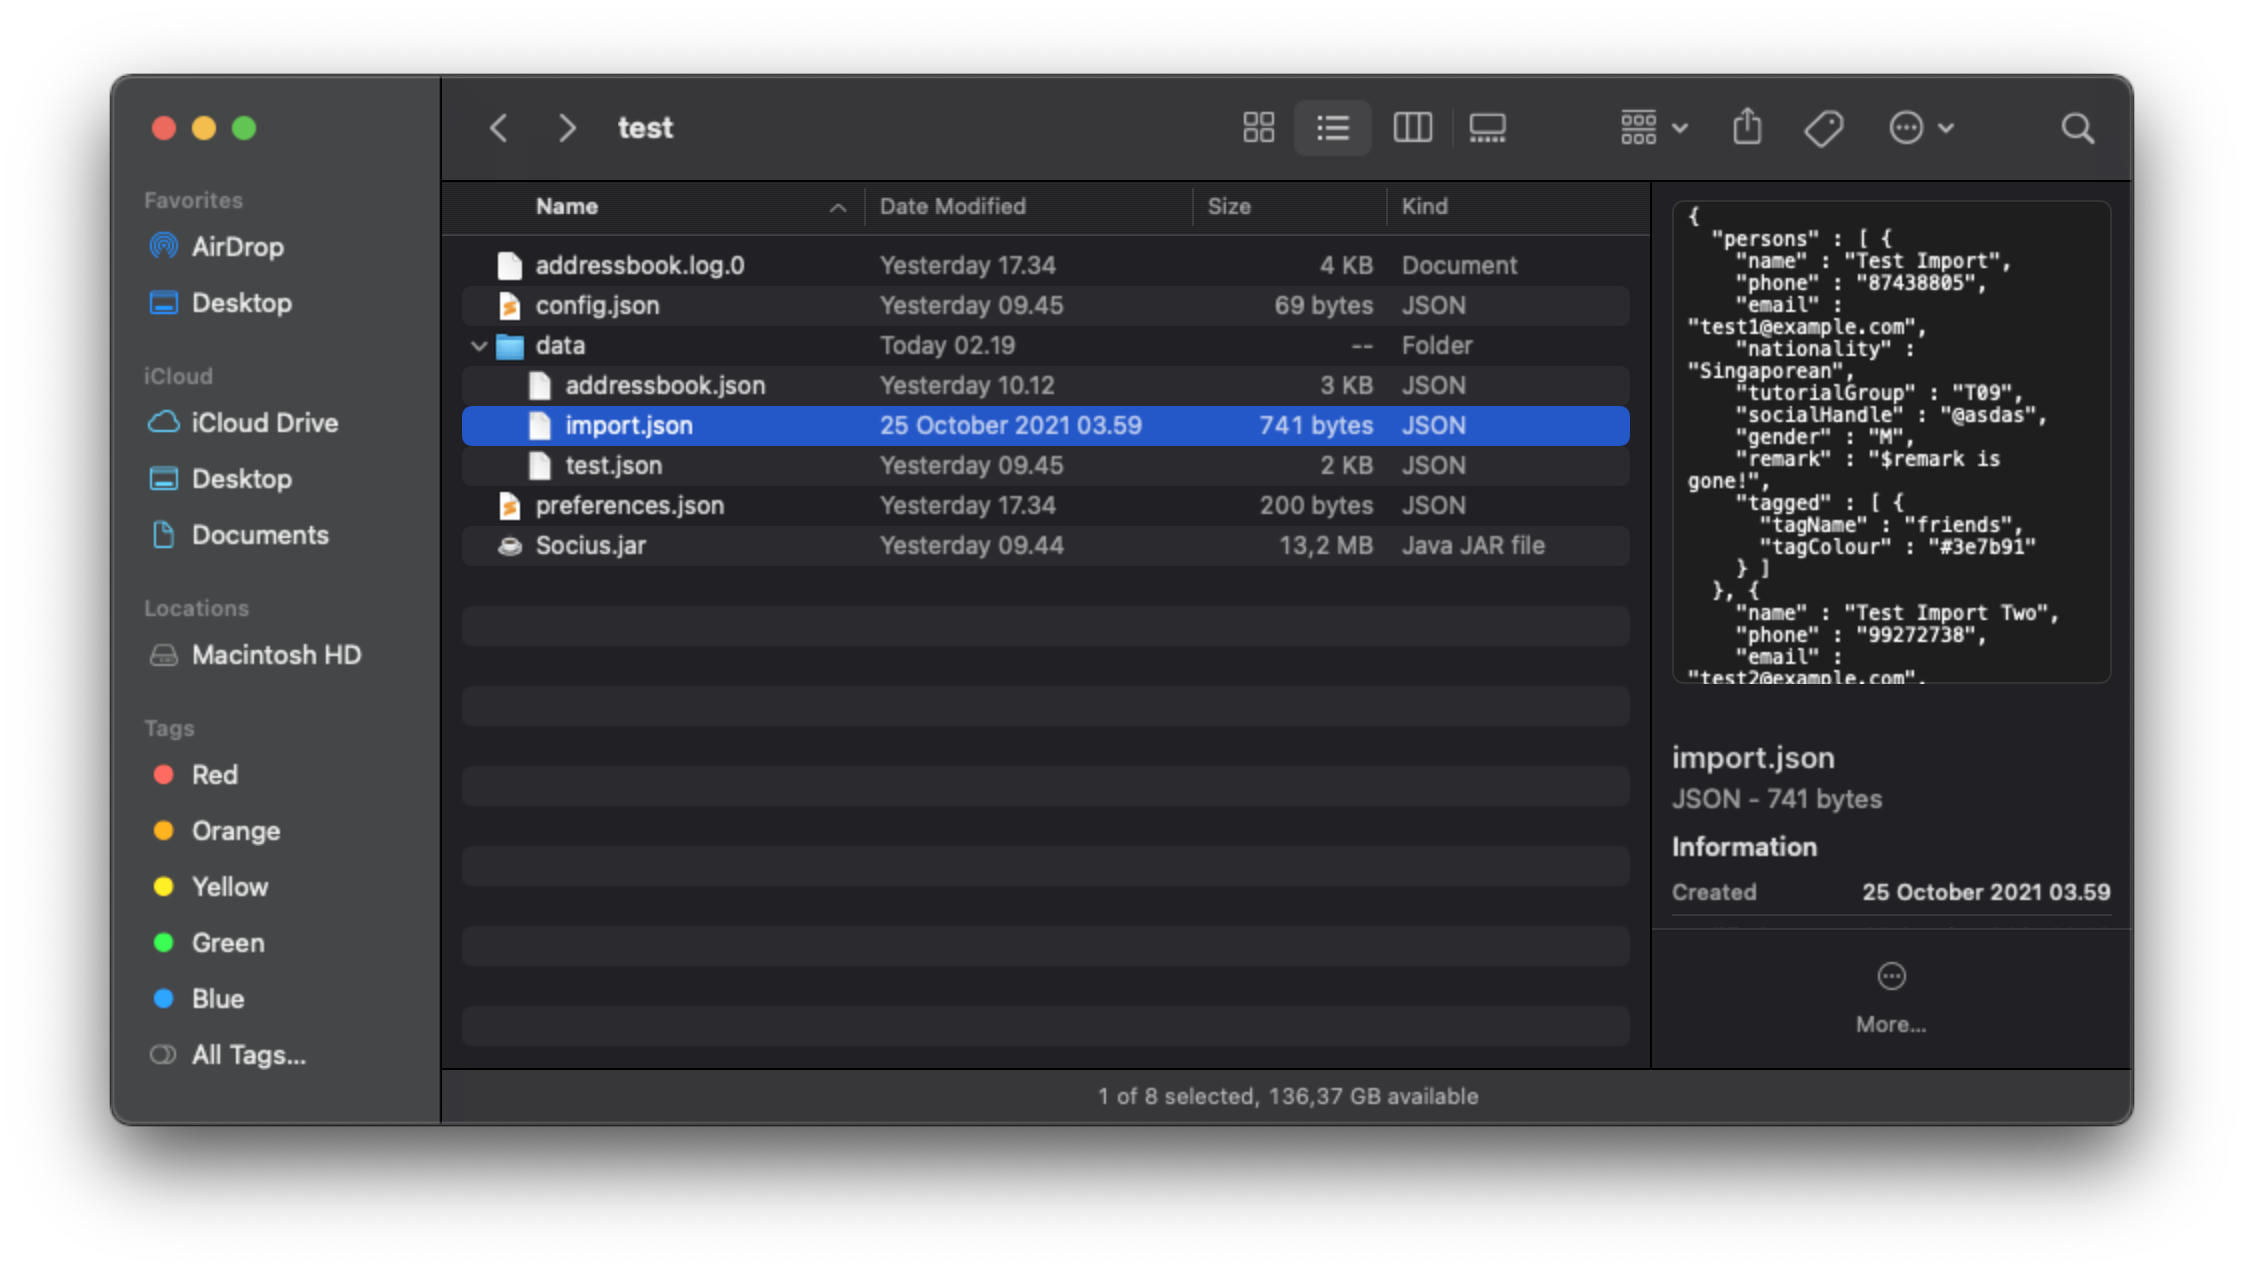 test
Favorites
AirDrop
Desktop
iCloud
iCloud Drive
Desktop
Documents
Locations
Macintosh HD
Tags
Red
Orange
Yellow
Green
Blue
All Tags...
Name Date Modified Size Kind
addressbook.log.0 Yesterday 17.34 4 KB Document
config.json Yesterday 09.45 69 bytes JSON
data Today 02.19 -- Folder
addressbook.json Yesterday 10.12 3 KB JSON
import.json 25 October 2021 03.59 741 bytes JSON
test.json Yesterday 09.45 2 KB JSON
preferences.json Yesterday 17.34 200 bytes JSON
Socius.jar Yesterday 09.44 13,2 MB Java JAR file
{
"persons" : [ {
"name" : "Test Import",
"phone" : "87438805",
"email" :
"test1@example.com",
"nationality" :
"Singaporean",
"tutorialGroup" : "T09",
"socialHandle" : "@asdas",
"gender" : "M",
"remark" : "$remark is
gone!",
"tagged" : [ {
"tagName" : "friends",
"tagColour" : "#3e7b91"
} ]
}, {
"name" : "Test Import Two",
"phone" : "99272738",
"email" :
"test2@example.com",
import.json
JSON - 741 bytes
Information
Created 25 October 2021 03.59
More...
1 of 8 selected, 136,37 GB available